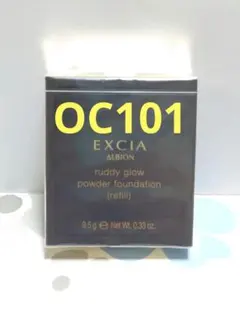 OC101
EXCIA
ALBION
ruddy glow
powder foundation
(refill)
9.5 g ℮ Net Wt. 0.33 oz.